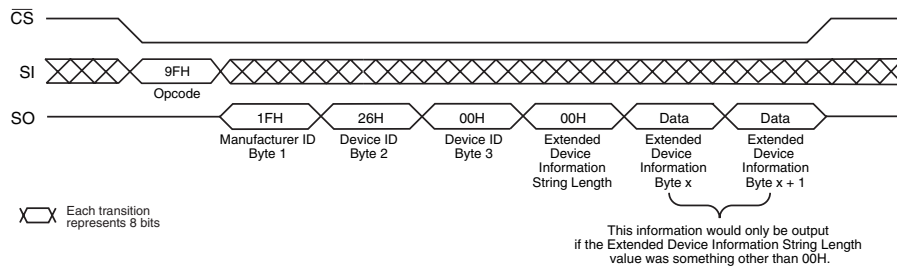 CS
SI
9FH
Opcode
SO
1FH
26H
00H
00H
Data
Data
Manufacturer ID
Byte 1
Device ID
Byte 2
Device ID
Byte 3
Extended
Device
Information
String Length
Extended
Device
Information
Byte x
Extended
Device
Information
Byte x + 1
Each transition
represents 8 bits
This information would only be output
if the Extended Device Information String Length
value was something other than 00H.